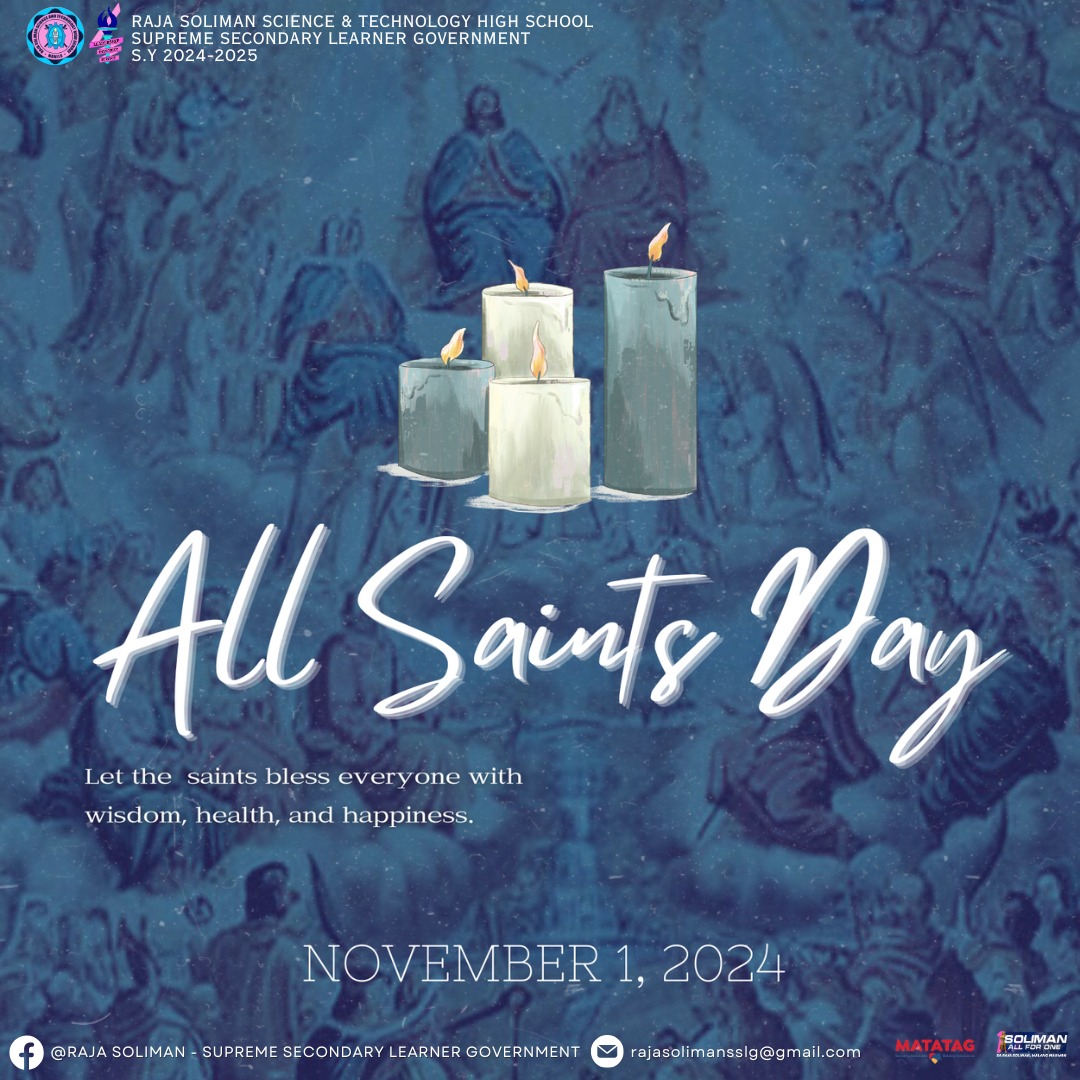 RAJA SOLIMAN SCIENCE & TECHNOLOGY HIGH SCHOOL
SUPREME SECONDARY LEARNER GOVERNMENT
S.Y 2024-2025
All Saints Day
Let the saints bless everyone with
wisdom, health, and happiness.
NOVEMBER 1, 2024
@RAJA SOLIMAN - SUPREME SECONDARY LEARNER GOVERNMENT
rajasolimansslg@gmail.com
MATATAG
1SOLIMAN
ALL FOR ONE